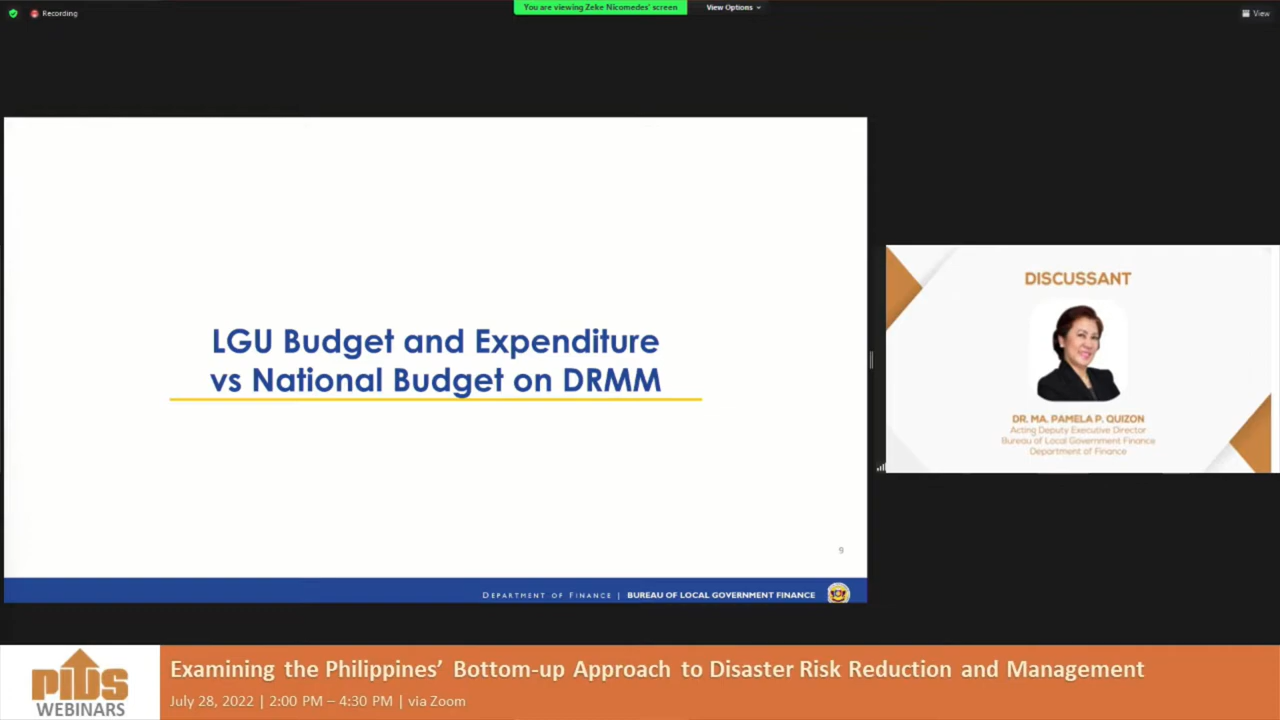 Recording
You are viewing Zeke Nicomedes' screen
View Options
View
LGU Budget and Expenditure
vs National Budget on DRMM
9
DEPARTMENT OF FINANCE | BUREAU OF LOCAL GOVERNMENT FINANCE
DISCUSSANT
DR. MA. PAMELA P. QUIZON
Acting Deputy Executive Director
Bureau of Local Government Finance
Department of Finance
PIDS
WEBINARS
Examining the Philippines' Bottom-up Approach to Disaster Risk Reduction and Management
July 28, 2022 | 2:00 PM – 4:30 PM | via Zoom